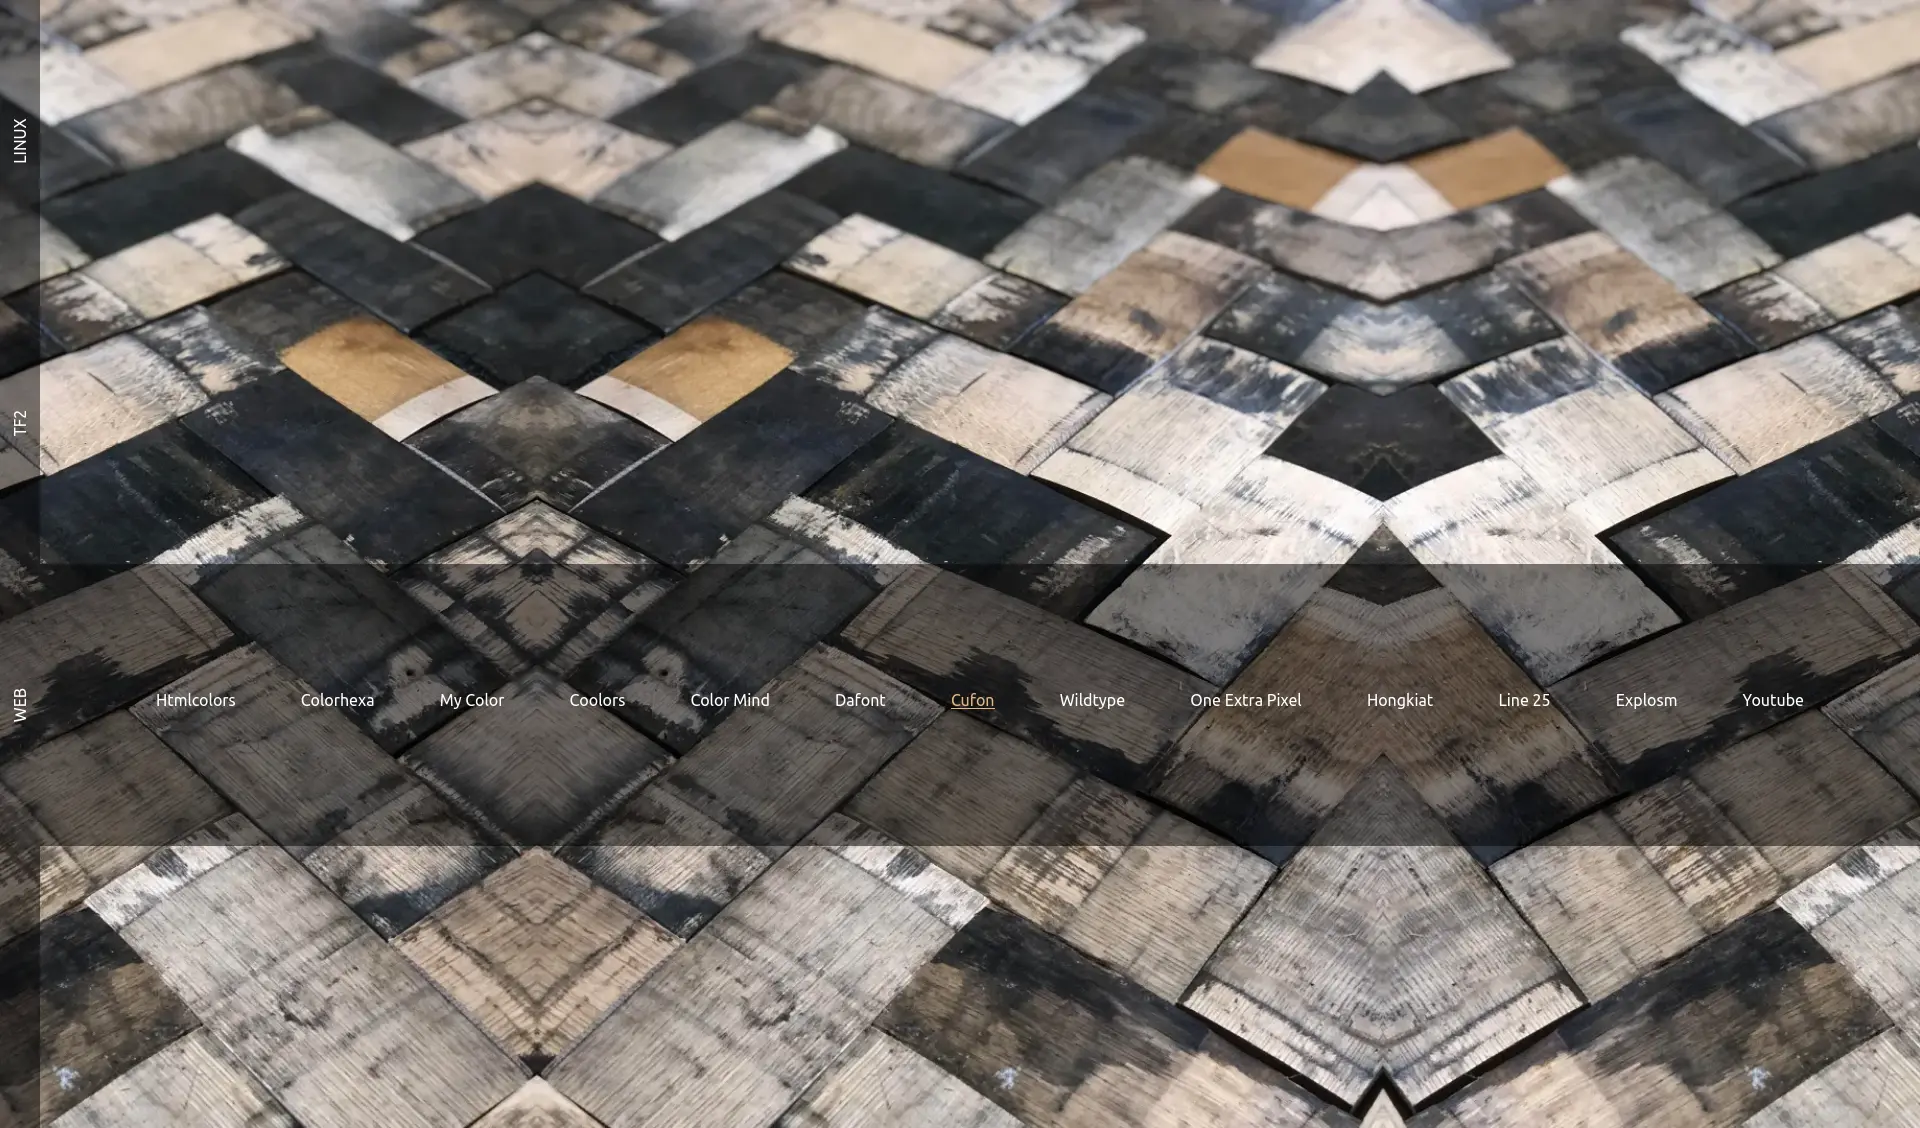 LINUX
TF2
WEB
Htmlcolors Colorhexa My Color Coolors Color Mind Dafont Cufon Wildtype One Extra Pixel Hongkiat Line 25 Explosm Youtube